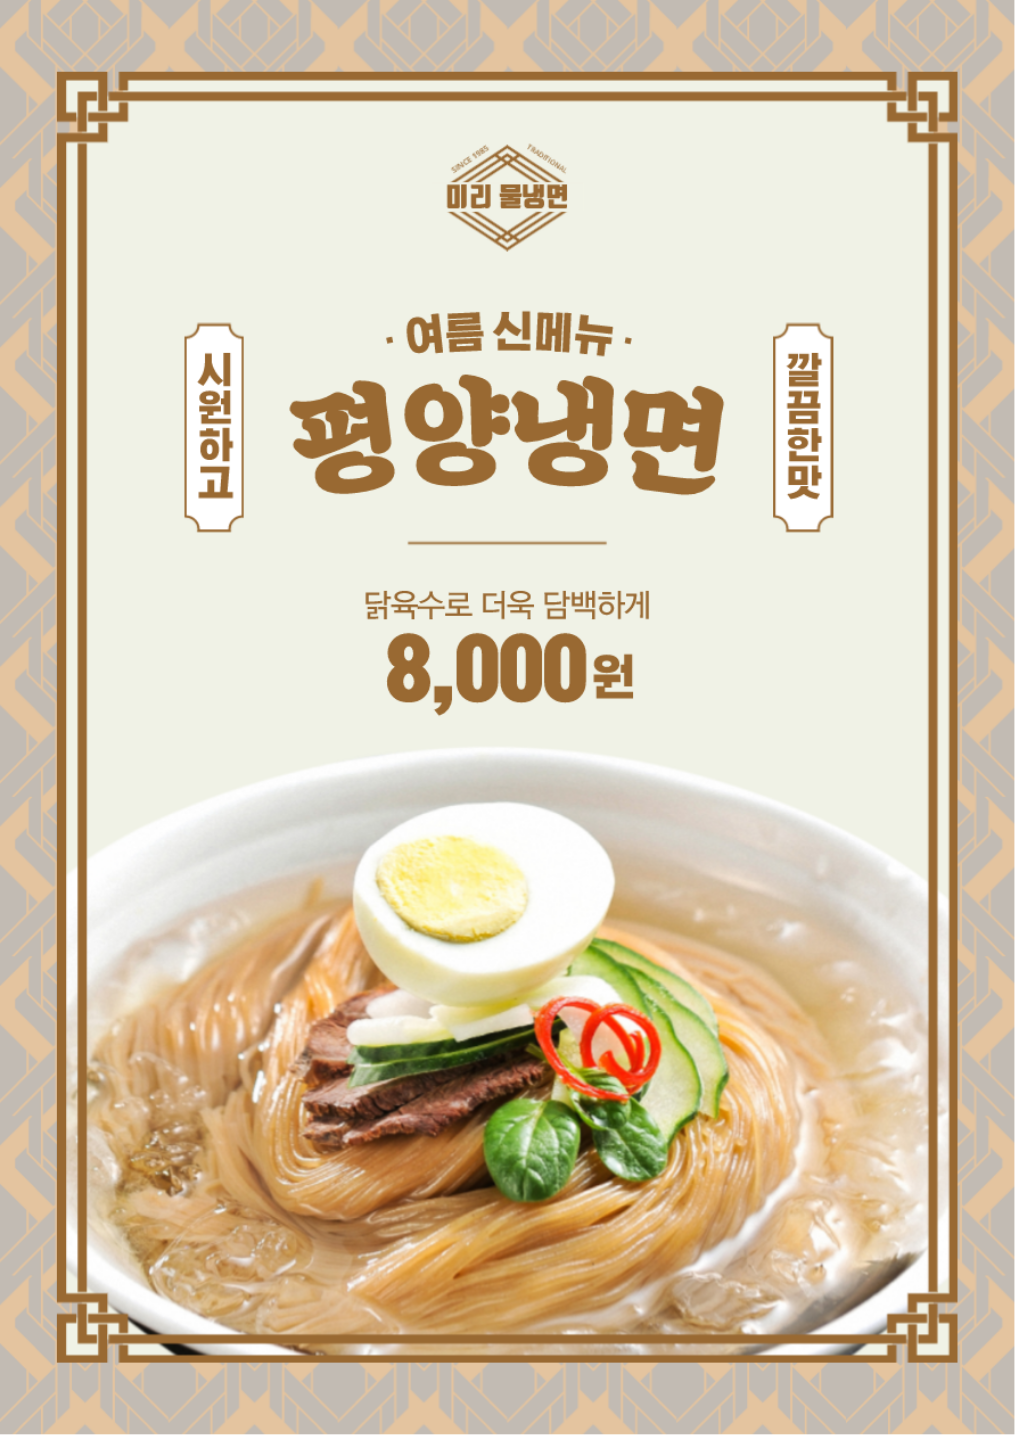 SINCE 1985
TRADITIONAL
미리 물냉면
· 여름 신메뉴 ·
시원하고
평양냉면
깔끔한맛
닭육수로 더욱 담백하게
8,000원